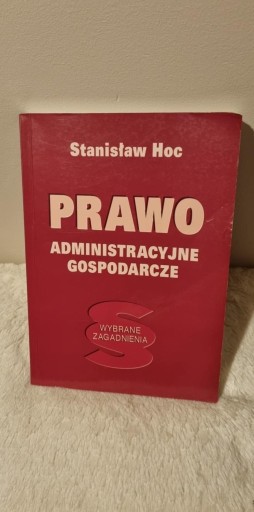 Stanisław Hoc
PRAWO
ADMINISTRACYJNE
GOSPODARCZE
WYBRANE
ZAGADNIENIA